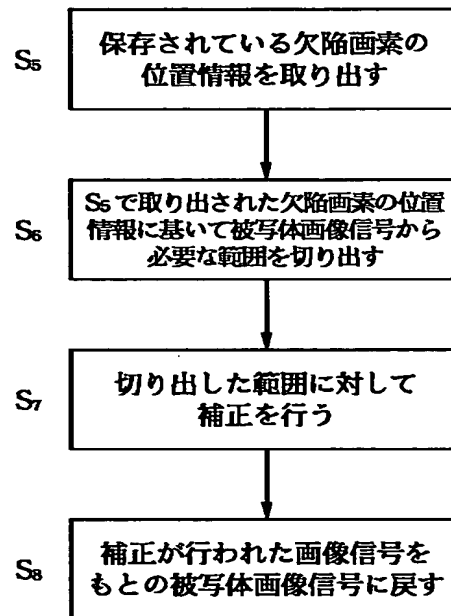 S5
保存されている欠陥画素の
位置情報を取り出す
S6
S5で取り出された欠陥画素の位置
情報に基いて被写体画像信号から
必要な範囲を切り出す
S7
切り出した範囲に対して
補正を行う
S8
補正が行われた画像信号を
もとの被写体画像信号に戻す